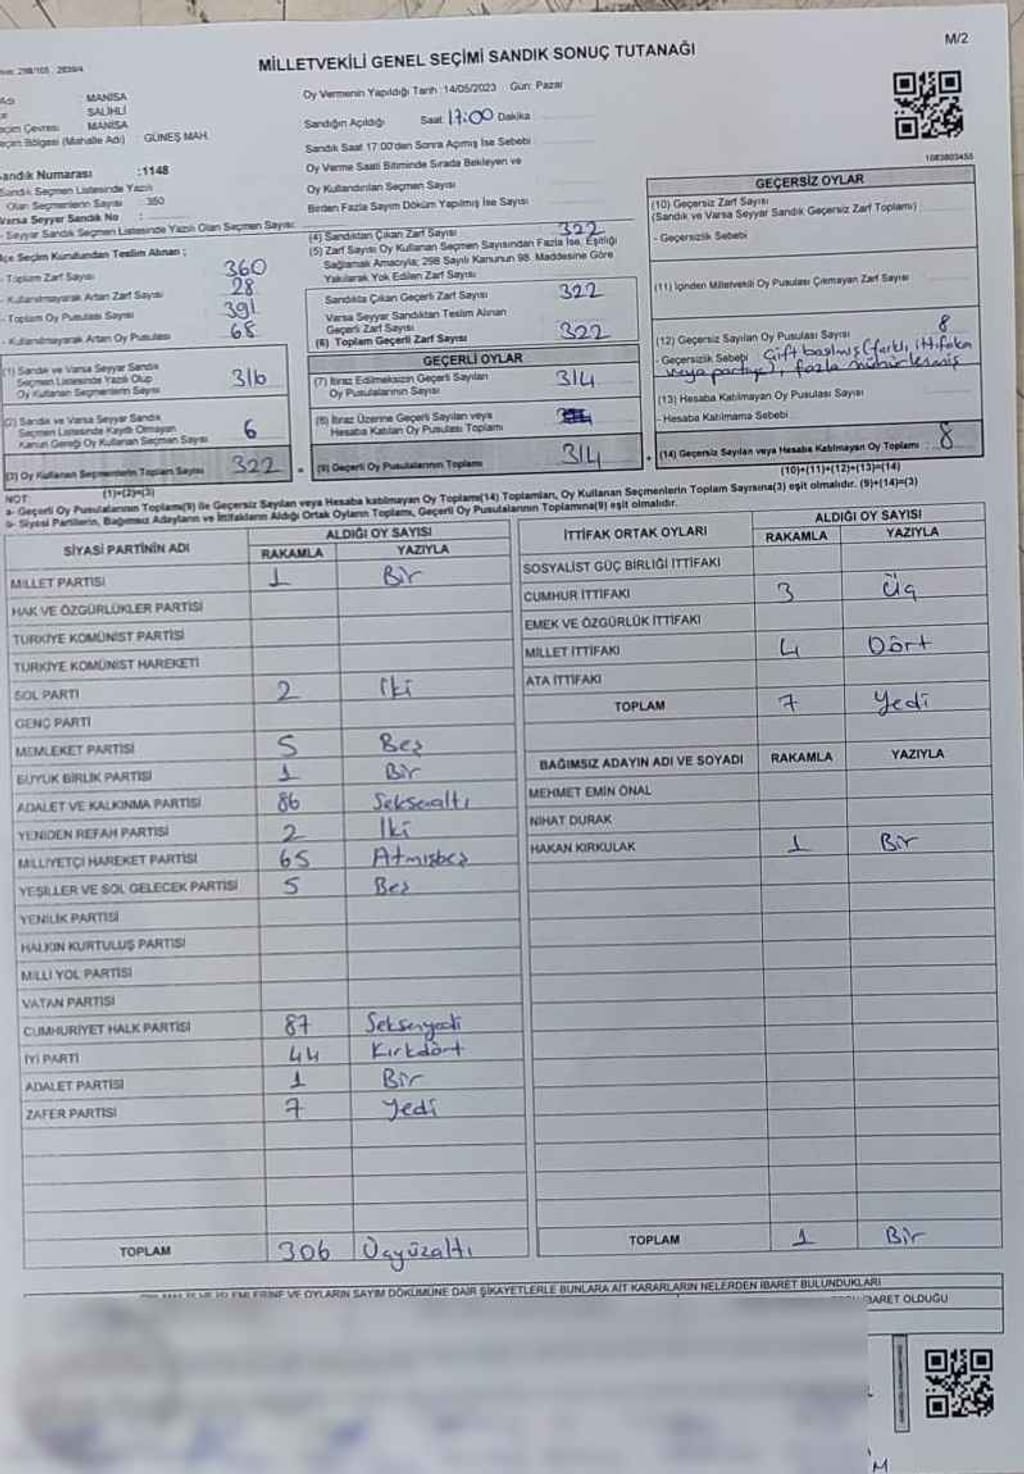 M/2
MİLLETVEKİLİ GENEL SEÇİMİ SANDIK SONUÇ TUTANAĞI
MANİSA
SALİHLİ
MANİSA
Bölgesi (Mahalle Adı) : GÜNEŞ MAH.
Sandık Numarası :1148
Sandık Seçmen Listesinde Yazılı
Olan Seçmenlerin Sayısı : 350
Varsa Seyyar Sandık No :
- Seyyar Sandık Seçmen Listesinde Yazılı Olan Seçmen Sayısı:
Oy Vermenin Yapıldığı Tarih :14/05/2023 Gün: Pazar
Sandığın Açıldığı Saat 17:00 Dakika
Sandık Saat 17:00'den Sonra Açmış İse Sebebi
Oy Verme Saati Bitiminde Sırada Bekleyen ve
Oy Kullandırılan Seçmen Sayısı
Birden Fazla Sayım Döküm Yapılmış İse Sayısı
1083803455
İlçe Seçim Kurulundan Teslim Alınan ;
- Toplam Zarf Sayısı 360
- Kullanılmayarak Artan Zarf Sayısı 28
- Toplam Oy Pusulası Sayısı 391
- Kullanılmayarak Artan Oy Pusulası 68
(1) Sandık ve Varsa Seyyar Sandık
Seçmen Listesinde Yazılı Olup
Oy Kullanan Seçmenlerin Sayısı 316
(2) Sandık ve Varsa Seyyar Sandık
Seçmen Listesinde Kayıtlı Olmayan
Kanun Gereği Oy Kullanan Seçmen Sayısı 6
(3) Oy Kullanan Seçmenlerin Toplam Sayısı 322
(1)+(2)=(3)
(4) Sandıktan Çıkan Zarf Sayısı 322
(5) Zarf Sayısı Oy Kullanan Seçmen Sayısından Fazla İse, Eşitliği
Sağlamak Amacıyla; 298 Sayılı Kanunun 98. Maddesine Göre
Yakılarak Yok Edilen Zarf Sayısı
Sandıkta Çıkan Geçerli Zarf Sayısı 322
Varsa Seyyar Sandıktan Teslim Alınan
Geçerli Zarf Sayısı
(6) Toplam Geçerli Zarf Sayısı 322
GEÇERLİ OYLAR
(7) İtiraz Edilmeksizin Geçerli Sayılan
Oy Pusulalarının Sayısı 314
(8) İtiraz Üzerine Geçerli Sayılan veya
Hesaba Katılan Oy Pusulası Toplamı
(9) Geçerli Oy Pusulalarının Toplamı 314
GEÇERSİZ OYLAR
(10) Geçersiz Zarf Sayısı
(Sandık ve Varsa Seyyar Sandık Geçersiz Zarf Toplamı)
- Geçersizlik Sebebi
(11) İçinden Milletvekili Oy Pusulası Çıkmayan Zarf Sayısı
(12) Geçersiz Sayılan Oy Pusulası Sayısı 8
- Geçersizlik Sebebi Çift basılmış (farklı ittifaka
veya partiye), fazla mühürlenmiş
(13) Hesaba Katılmayan Oy Pusulası Sayısı
- Hesaba Katılmama Sebebi
(14) Geçersiz Sayılan veya Hesaba Katılmayan Oy Toplamı 8
(10)+(11)+(12)+(13)=(14)
NOT:
a- Geçerli Oy Pusulalarının Toplamı(9) ile Geçersiz Sayılan veya Hesaba katılmayan Oy Toplamı(14) Toplamları, Oy Kullanan Seçmenlerin Toplam Sayısına(3) eşit olmalıdır. (9)+(14)=(3)
b- Siyasi Partilerin, Bağımsız Adayların ve İttifakların Aldığı Ortak Oyların Toplamı, Geçerli Oy Pusulalarının Toplamına(9) eşit olmalıdır.
SİYASİ PARTİNİN ADI ALDIĞI OY SAYISI
RAKAMLA YAZIYLA
MİLLET PARTİSİ 1 Bir
HAK VE ÖZGÜRLÜKLER PARTİSİ
TÜRKİYE KOMÜNİST PARTİSİ
TÜRKİYE KOMÜNİST HAREKETİ
SOL PARTİ 2 İki
GENÇ PARTİ
MEMLEKET PARTİSİ 5 Beş
BÜYÜK BİRLİK PARTİSİ 1 Bir
ADALET VE KALKINMA PARTİSİ 86 Seksenaltı
YENİDEN REFAH PARTİSİ 2 İki
MİLLİYETÇİ HAREKET PARTİSİ 65 Atmışbeş
YEŞİLLER VE SOL GELECEK PARTİSİ 5 Beş
YENİLİK PARTİSİ
HALKIN KURTULUŞ PARTİSİ
MİLLİ YOL PARTİSİ
VATAN PARTİSİ
CUMHURİYET HALK PARTİSİ 87 Seksenyedi
İYİ PARTİ 44 Kırkdört
ADALET PARTİSİ 1 Bir
ZAFER PARTİSİ 7 Yedi
TOPLAM 306 Üçyüzaltı
İTTİFAK ORTAK OYLARI ALDIĞI OY SAYISI
RAKAMLA YAZIYLA
SOSYALİST GÜÇ BİRLİĞİ İTTİFAKI
CUMHUR İTTİFAKI 3 Üç
EMEK VE ÖZGÜRLÜK İTTİFAKI
MİLLET İTTİFAKI 4 Dört
ATA İTTİFAKI
TOPLAM 7 Yedi
BAĞIMSIZ ADAYIN ADI VE SOYADI RAKAMLA YAZIYLA
MEHMET EMİN ÖNAL
NİHAT DURAK
HAKAN KIRKULAK 1 Bir
TOPLAM 1 Bir
VE OYLARIN SAYIM DÖKÜMÜNE DAİR ŞİKAYETLERLE BUNLARA AİT KARARLARIN NELERDEN İBARET BULUNDUKLARI
İBARET OLDUĞU